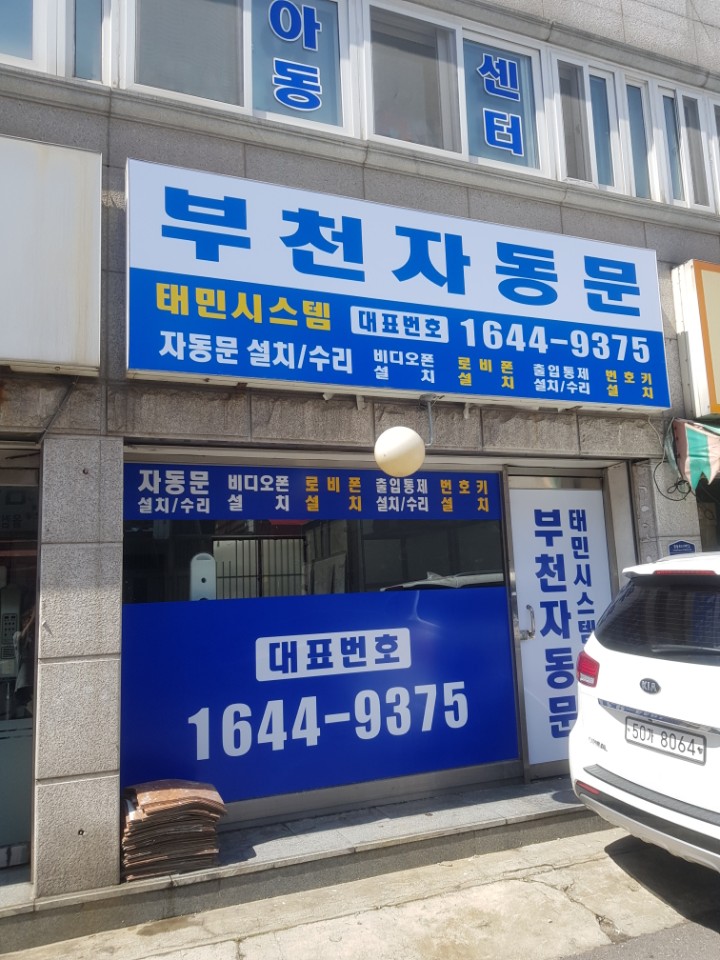 아동
센터
부천자동문
태민시스템 대표번호 1644-9375
자동문 설치/수리 비디오폰 설치 로비폰 설치 출입통제 설치/수리 번호키 설치
자동문 설치/수리 비디오폰 설치 로비폰 설치 출입통제 설치/수리 번호키 설치
대표번호
1644-9375
태민시스템
부천자동문
KIA
50가 8064